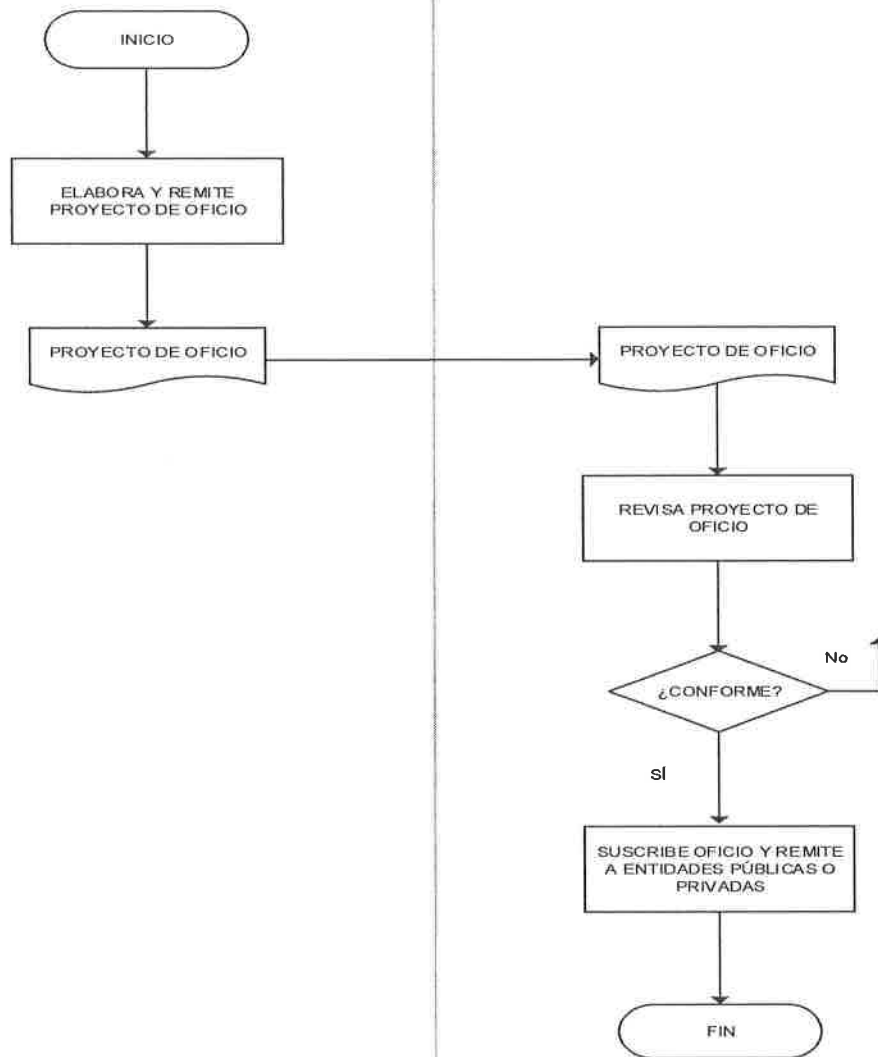 INICIO
ELABORA Y REMITE
PROYECTO DE OFICIO
PROYECTO DE OFICIO
PROYECTO DE OFICIO
REVISA PROYECTO DE
OFICIO
No
¿CONFORME?
sI
SUSCRIBE OFICIO Y REMITE
A ENTIDADES PÚBLICAS O
PRIVADAS
FIN